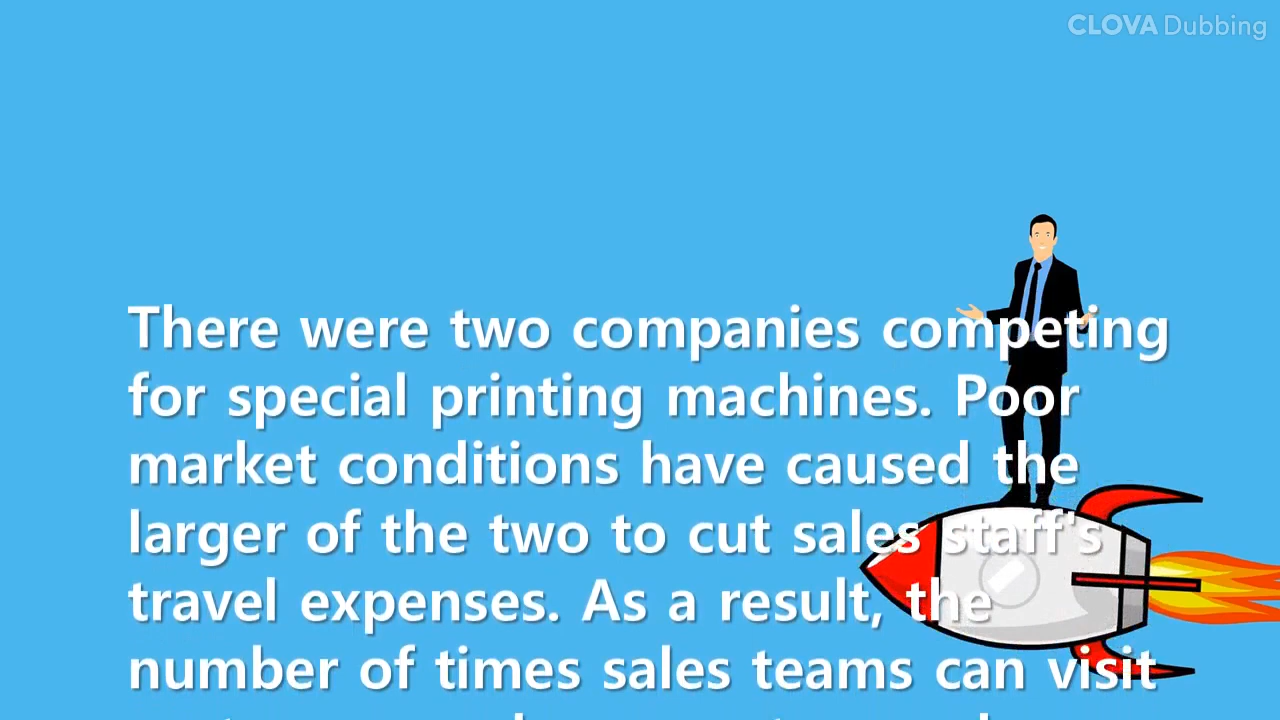 CLOVA Dubbing
There were two companies competing
for special printing machines. Poor
market conditions have caused the
larger of the two to cut sales staff's
travel expenses. As a result, the
number of times sales teams can visit